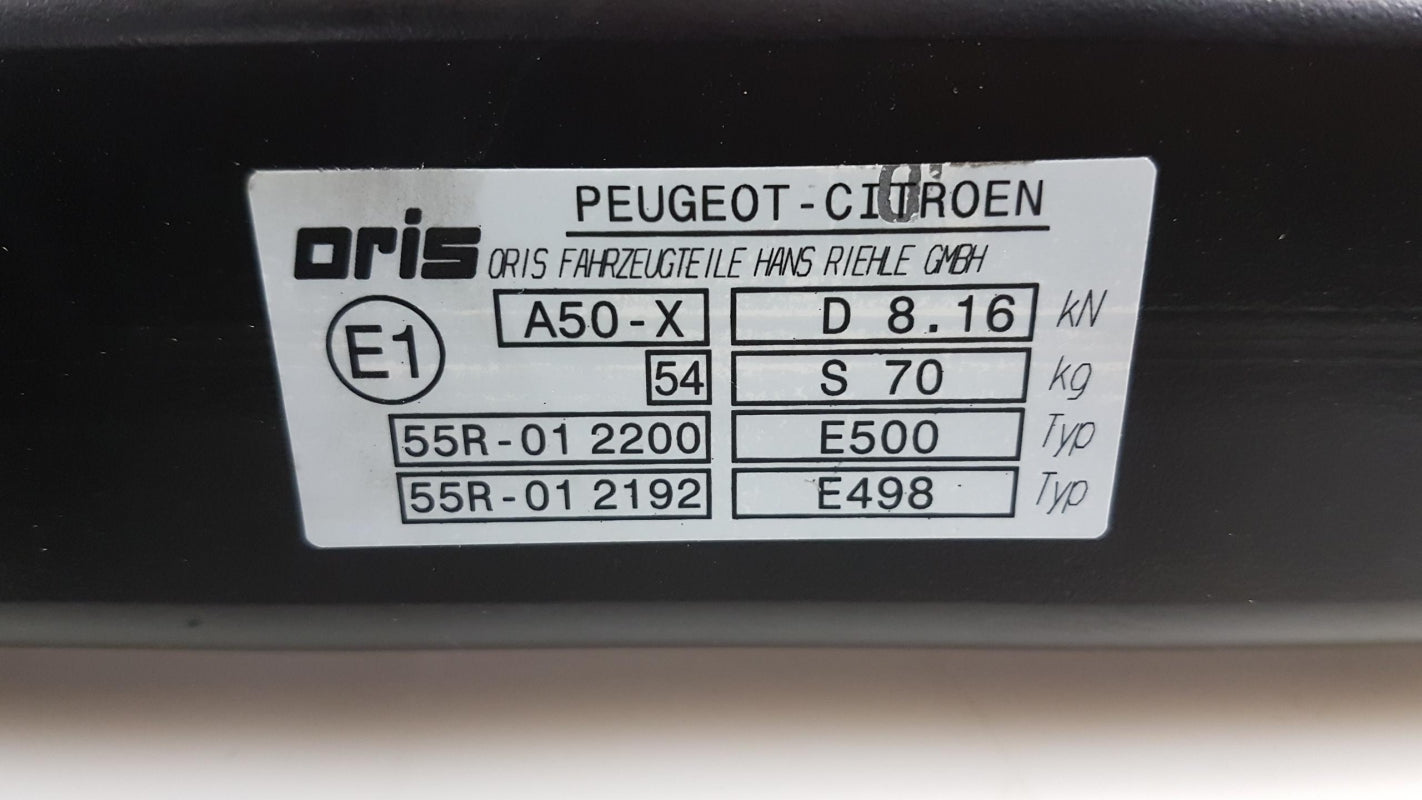 PEUGEOT-CITROEN
oris ORIS FAHRZEUGTEILE HANS RIEHLE GMBH
E1 A50-X D 8.16 kN
54 S 70 kg
55R-01 2200 E500 Typ
55R-01 2192 E498 Typ